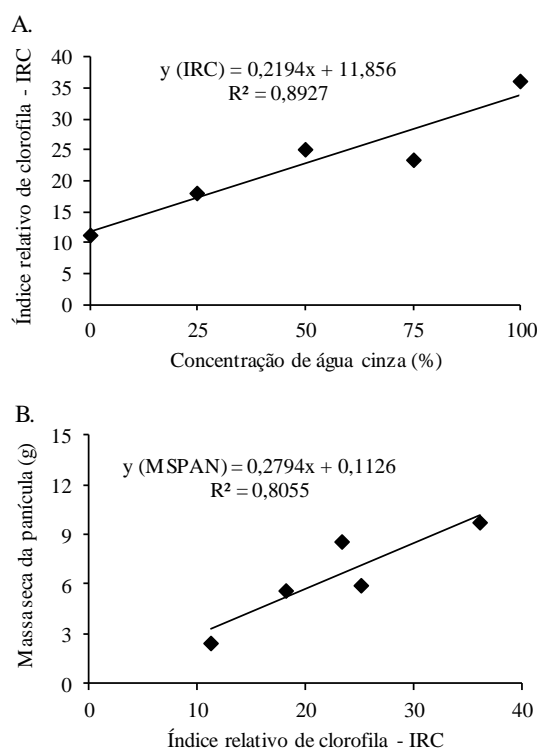 A.
y (IRC) = 0,2194x + 11,856
R² = 0,8927
Índice relativo de clorofila - IRC
40
35
30
25
20
15
10
5
0
0 25 50 75 100
Concentração de água cinza (%)
B.
y (MSPAN) = 0,2794x + 0,1126
R² = 0,8055
Massa seca da panícula (g)
15
12
9
6
3
0
0 10 20 30 40
Índice relativo de clorofila - IRC